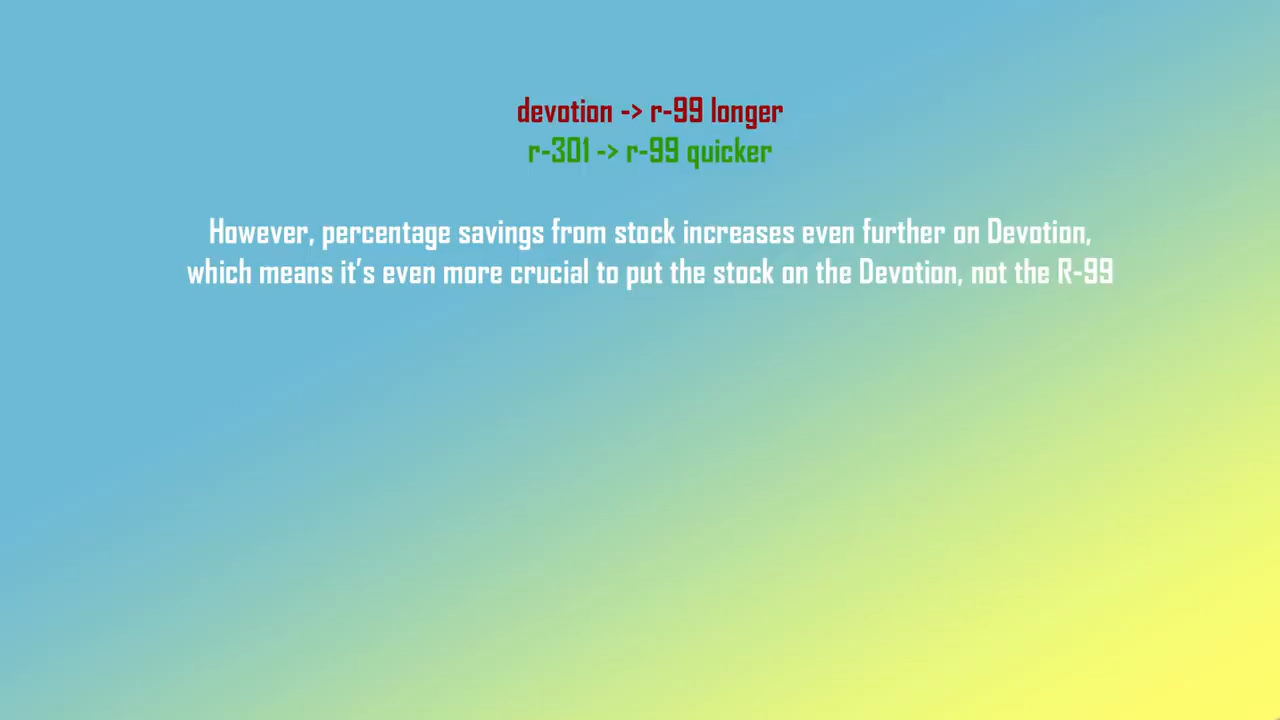 devotion -> r-99 longer
r-301 -> r-99 quicker
However, percentage savings from stock increases even further on Devotion,
which means it's even more crucial to put the stock on the Devotion, not the R-99